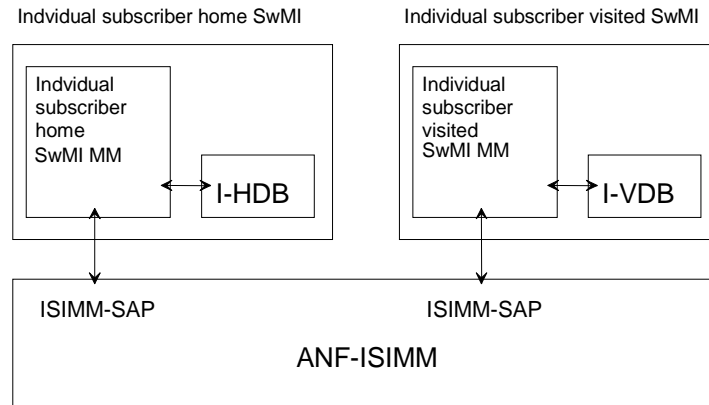 Indvidual subscriber home SwMI
Individual subscriber visited SwMI
Indvidual
subscriber
home
SwMI MM
I-HDB
Individual
subscriber
visited
SwMI MM
I-VDB
ISIMM-SAP
ISIMM-SAP
ANF-ISIMM